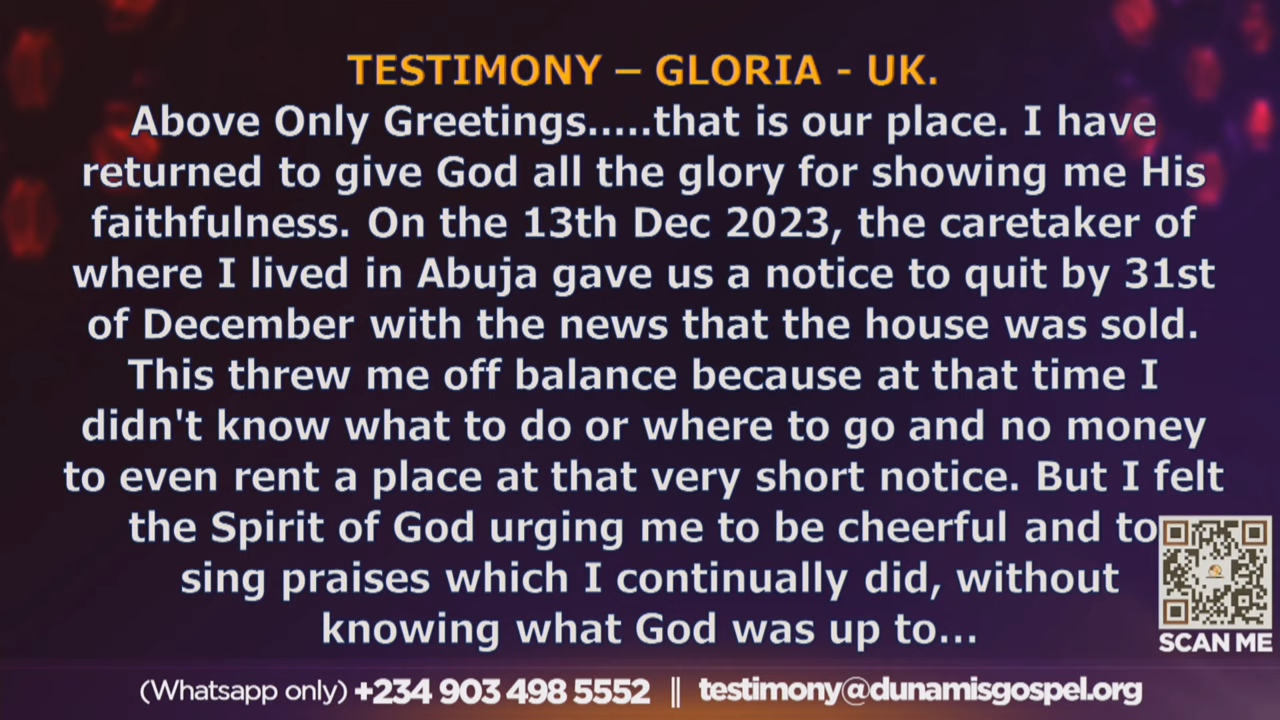 TESTIMONY – GLORIA - UK.
Above Only Greetings.....that is our place. I have
returned to give God all the glory for showing me His
faithfulness. On the 13th Dec 2023, the caretaker of
where I lived in Abuja gave us a notice to quit by 31st
of December with the news that the house was sold.
This threw me off balance because at that time I
didn't know what to do or where to go and no money
to even rent a place at that very short notice. But I felt
the Spirit of God urging me to be cheerful and to
sing praises which I continually did, without
knowing what God was up to...
SCAN ME
(Whatsapp only) +234 903 498 5552 || testimony@dunamisgospel.org